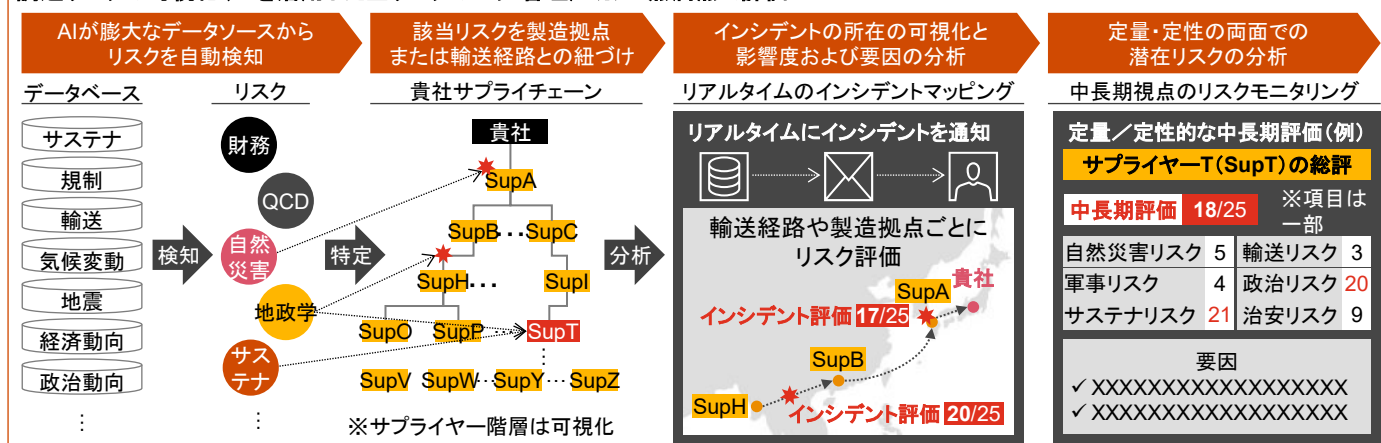 AIが膨大なデータソースから
リスクを自動検知
該当リスクを製造拠点
または輸送経路との紐づけ
インシデントの所在の可視化と
影響度および要因の分析
定量・定性の両面での
潜在リスクの分析
データベース
リスク
貴社サプライチェーン
リアルタイムのインシデントマッピング
中長期視点のリスクモニタリング
サステナ
規制
輸送
気候変動
地震
経済動向
政治動向
⋮
検知
財務
QCD
自然
災害
地政学
サス
テナ
⋮
特定
貴社
SupA
SupB・・・SupC
SupH・・・
SupI
SupO
SupP
・・・
SupT
⋮
SupV
SupW・・・SupY・・・SupZ
※サプライヤー階層は可視化
分析
リアルタイムにインシデントを通知
輸送経路や製造拠点ごとに
リスク評価
貴社
SupA
インシデント評価 17/25
SupB
SupH
インシデント評価 20/25
定量／定性的な中長期評価（例）
サプライヤーT（SupT）の総評
中長期評価 18/25
※項目は
一部
自然災害リスク 5 輸送リスク 3
軍事リスク 4 政治リスク 20
サステナリスク 21 治安リスク 9
要因
✓ XXXXXXXXXXXXXXXXXX
✓ XXXXXXXXXXXXXXXXXX